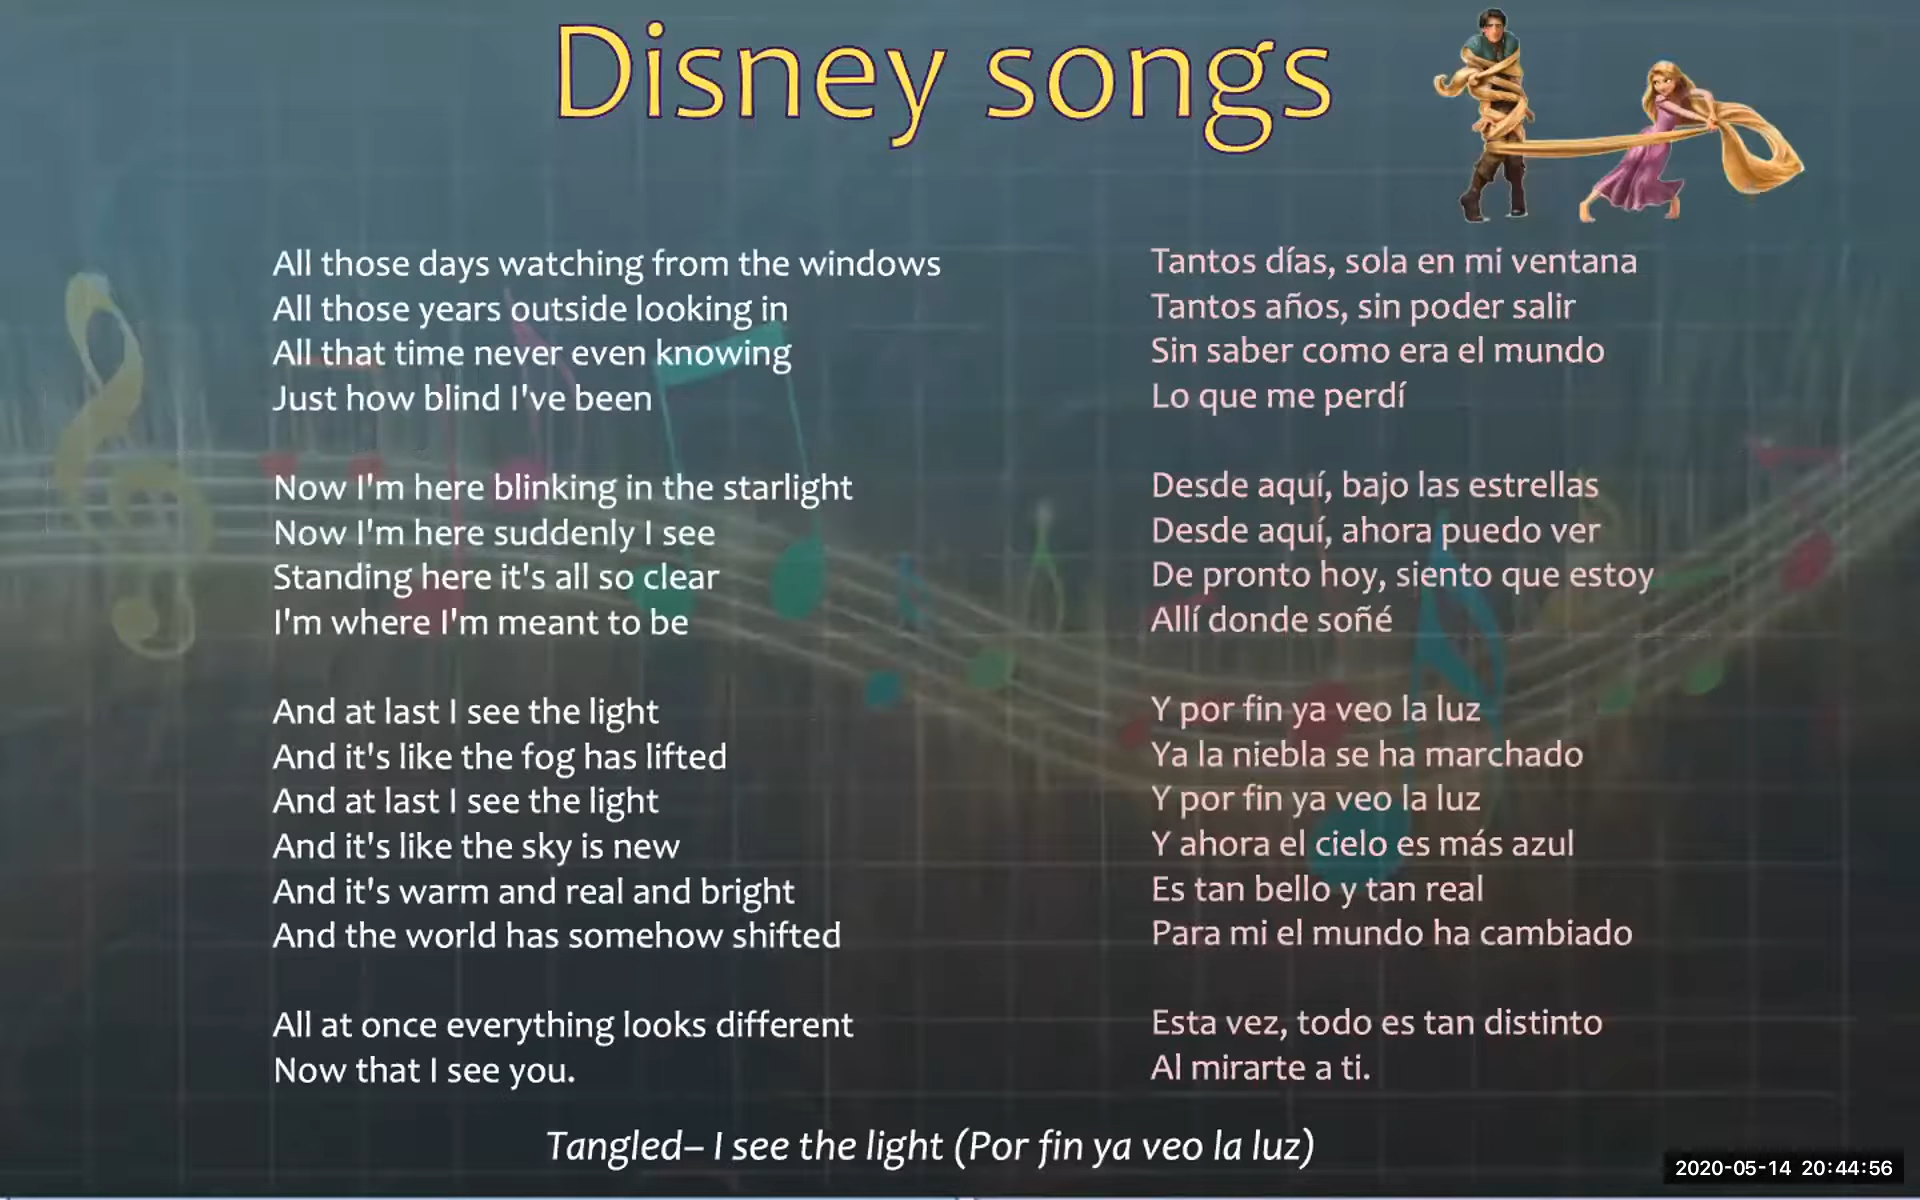 Disney songs
All those days watching from the windows
All those years outside looking in
All that time never even knowing
Just how blind I've been
Now I'm here blinking in the starlight
Now I'm here suddenly I see
Standing here it's all so clear
I'm where I'm meant to be
And at last I see the light
And it's like the fog has lifted
And at last I see the light
And it's like the sky is new
And it's warm and real and bright
And the world has somehow shifted
All at once everything looks different
Now that I see you.
Tantos días, sola en mi ventana
Tantos años, sin poder salir
Sin saber como era el mundo
Lo que me perdí
Desde aquí, bajo las estrellas
Desde aquí, ahora puedo ver
De pronto hoy, siento que estoy
Allí donde soñé
Y por fin ya veo la luz
Ya la niebla se ha marchado
Y por fin ya veo la luz
Y ahora el cielo es más azul
Es tan bello y tan real
Para mi el mundo ha cambiado
Esta vez, todo es tan distinto
Al mirarte a ti.
Tangled– I see the light (Por fin ya veo la luz)
2020-05-14 20:44:56